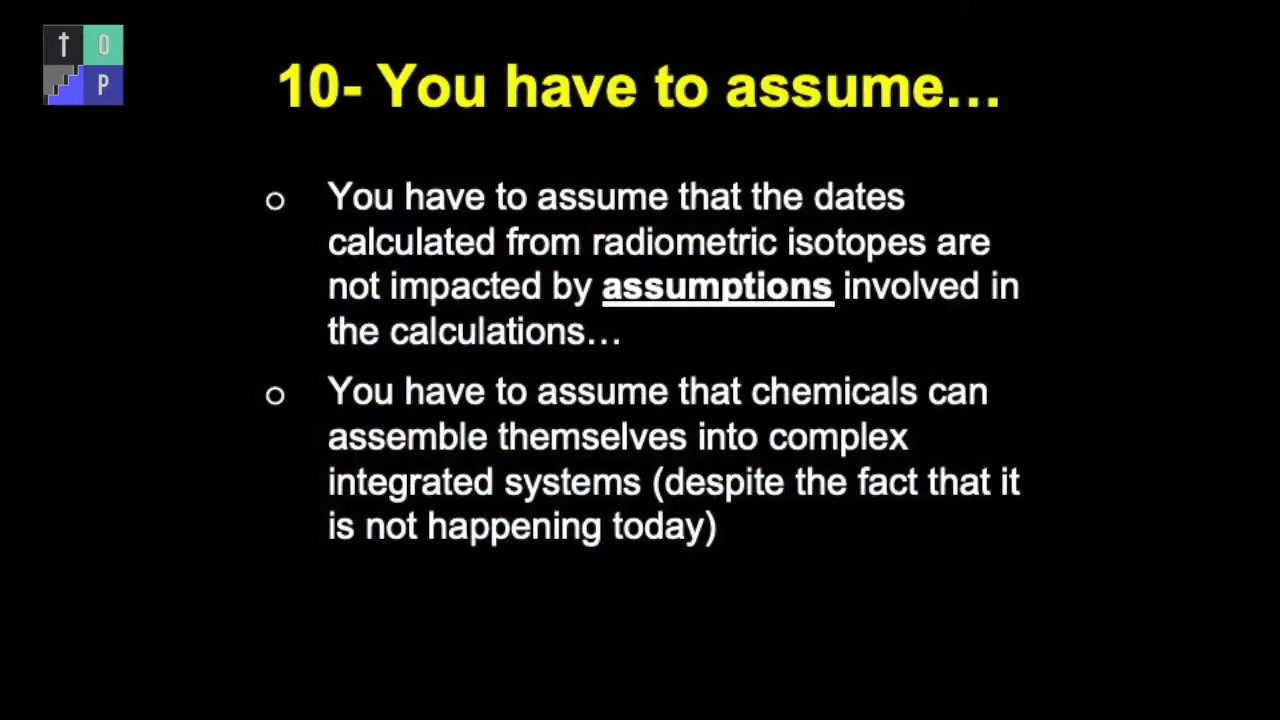 † O
P
10- You have to assume…
o You have to assume that the dates
calculated from radiometric isotopes are
not impacted by assumptions involved in
the calculations…
o You have to assume that chemicals can
assemble themselves into complex
integrated systems (despite the fact that it
is not happening today)